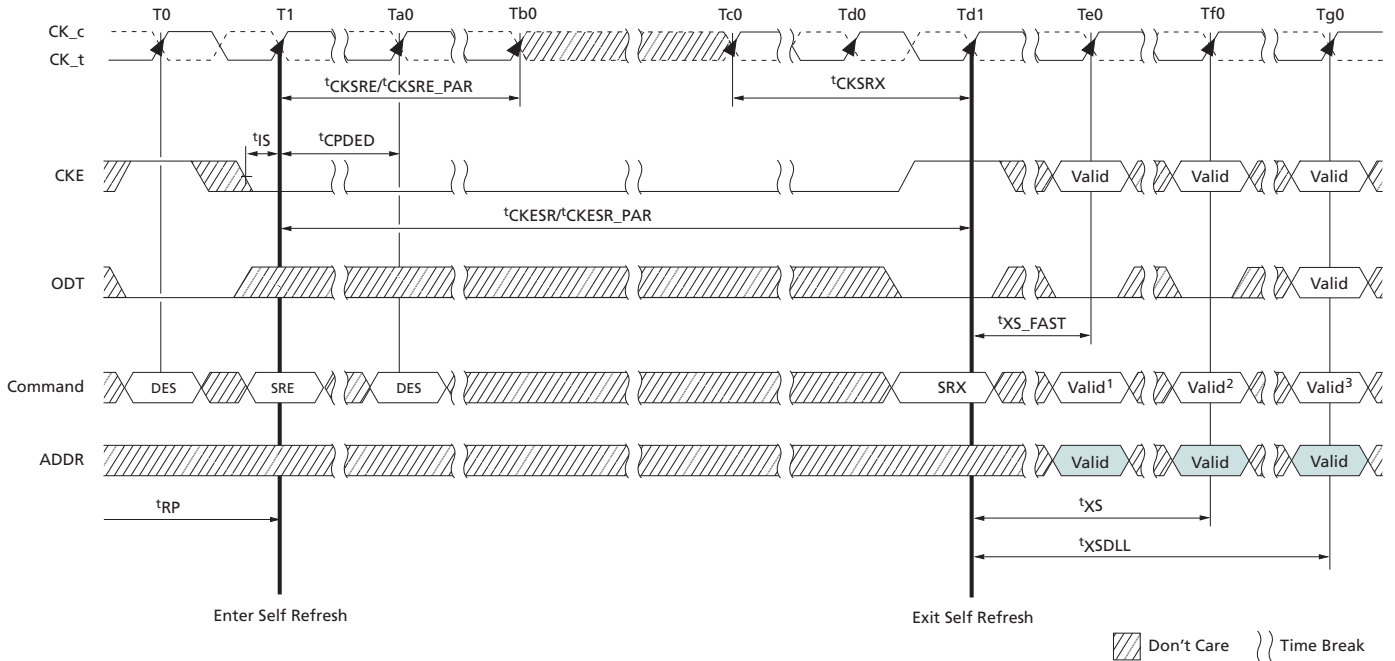 T0 T1 Ta0 Tb0 Tc0 Td0 Td1 Te0 Tf0 Tg0
CK_c
CK_t
tCKSRE/tCKSRE_PAR tCKSRX
tIS tCPDED
CKE Valid Valid Valid
tCKESR/tCKESR_PAR
ODT Valid
tXS_FAST
Command DES SRE DES SRX Valid1 Valid2 Valid3
ADDR Valid Valid Valid
tRP tXS
tXSDLL
Enter Self Refresh Exit Self Refresh
Don't Care Time Break